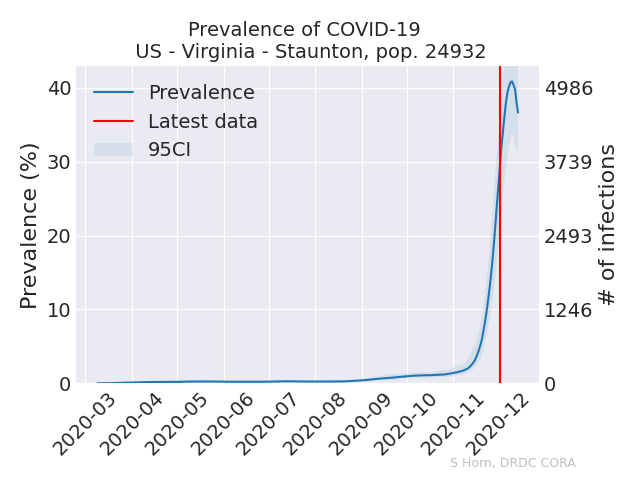 Prevalence of COVID-19
US - Virginia - Staunton, pop. 24932
Prevalence
Latest data
95CI
Prevalence (%)
40
30
20
10
0
4986
3739
2493
1246
0
# of infections
2020-03
2020-04
2020-05
2020-06
2020-07
2020-08
2020-09
2020-10
2020-11
2020-12
S Horn, DRDC CORA